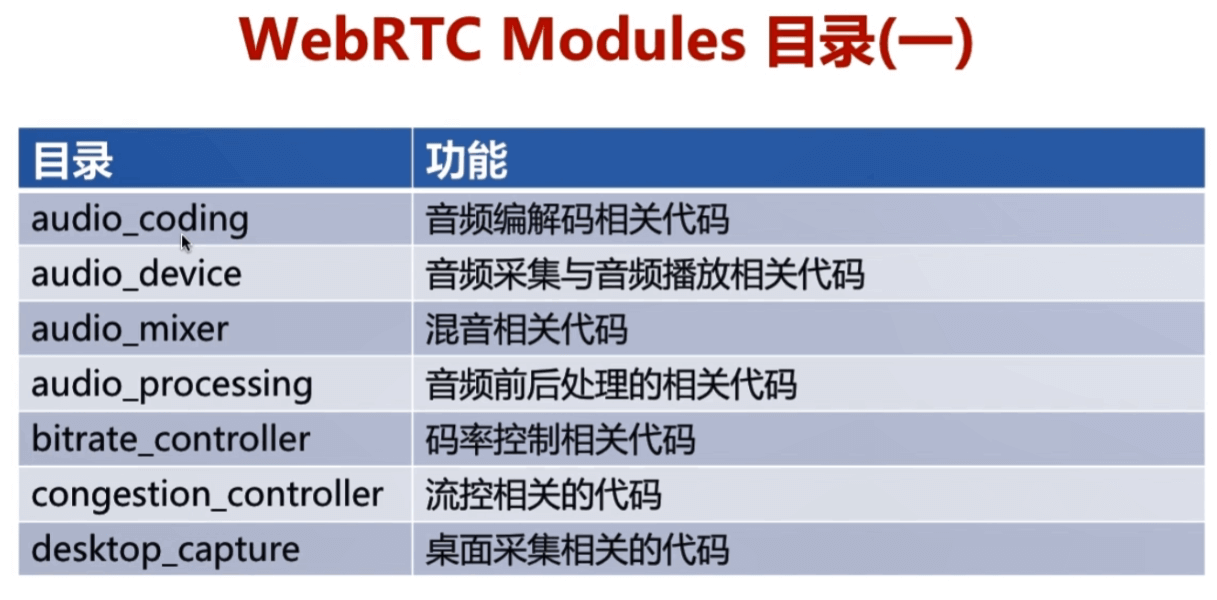 WebRTC Modules 目录(一)
目录 功能
audio_coding 音频编解码相关代码
audio_device 音频采集与音频播放相关代码
audio_mixer 混音相关代码
audio_processing 音频前后处理的相关代码
bitrate_controller 码率控制相关代码
congestion_controller 流控相关的代码
desktop_capture 桌面采集相关的代码